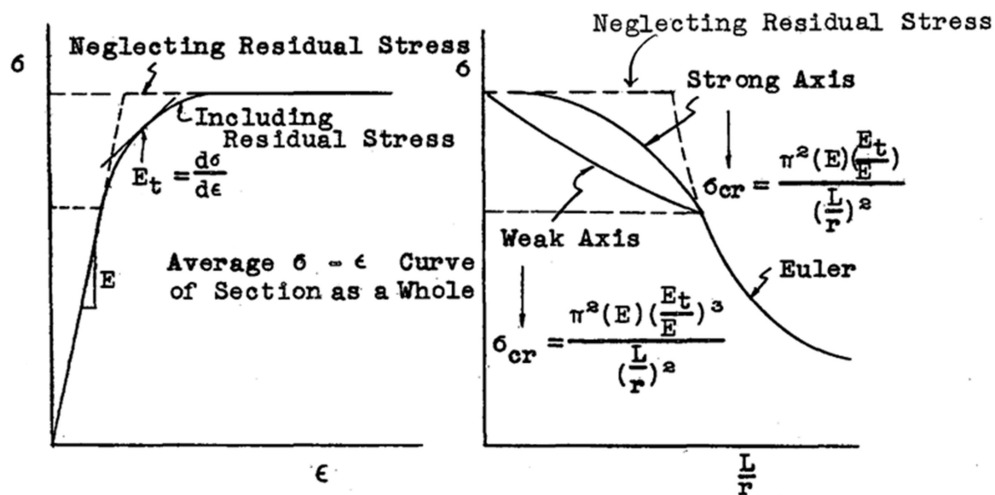 Neglecting Residual Stress
σ
Including
Residual Stress
E_t = dσ/dε
E
Average σ - ε Curve
of Section as a Whole
ε
Neglecting Residual Stress
σ
Strong Axis
σ_cr = π²(E)(E_t/E) / (L/r)²
Weak Axis
Euler
σ_cr = π²(E)(E_t/E)³ / (L/r)²
L/r